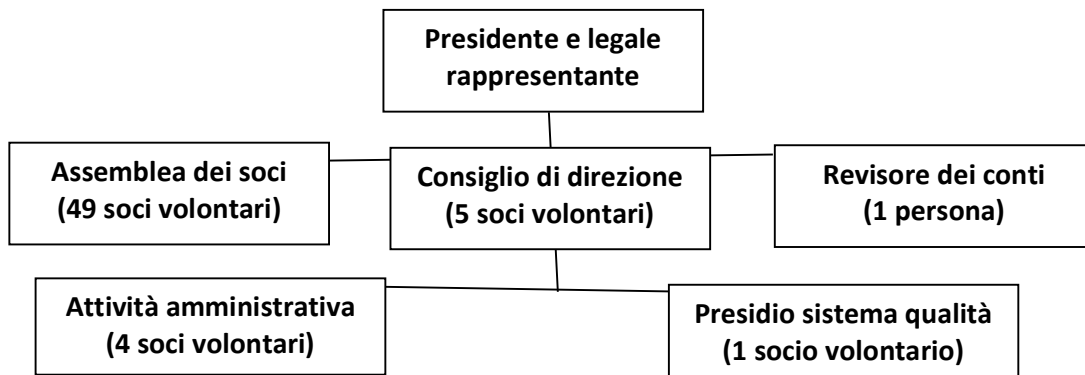 Presidente e legale
rappresentante
Assemblea dei soci
(49 soci volontari)
Consiglio di direzione
(5 soci volontari)
Revisore dei conti
(1 persona)
Attività amministrativa
(4 soci volontari)
Presidio sistema qualità
(1 socio volontario)